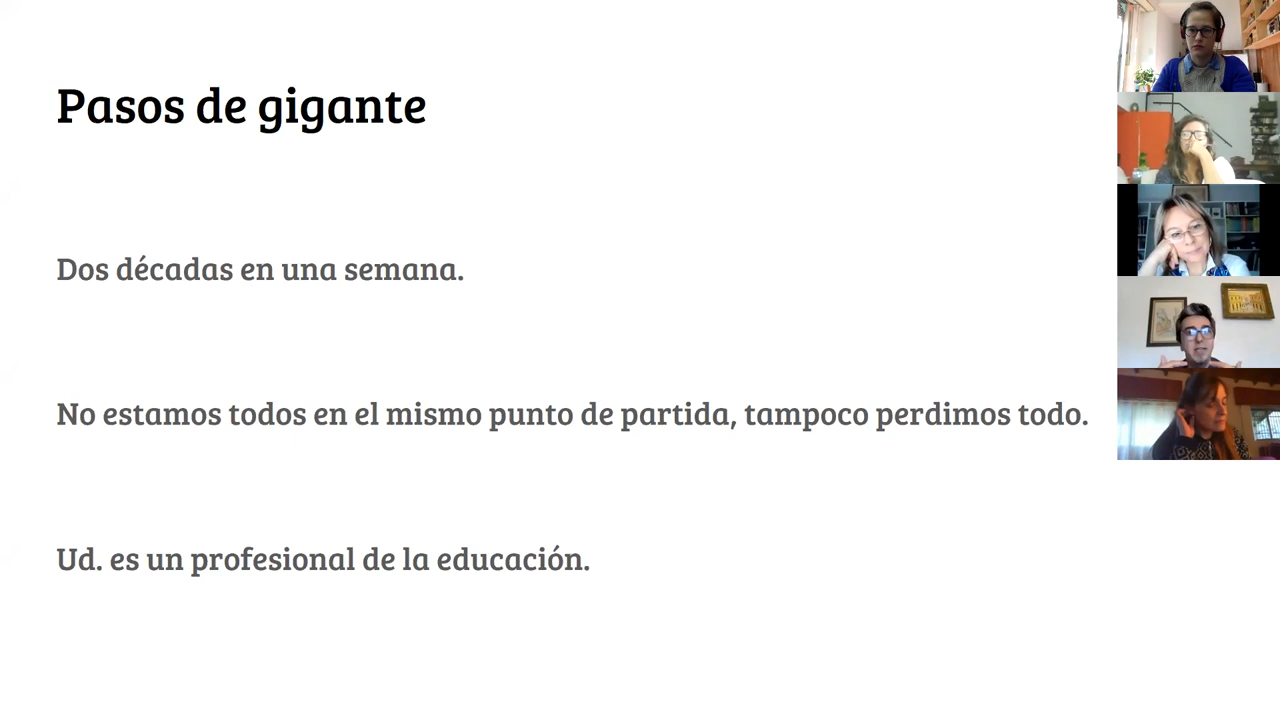 Pasos de gigante
Dos décadas en una semana.
No estamos todos en el mismo punto de partida, tampoco perdimos todo.
Ud. es un profesional de la educación.